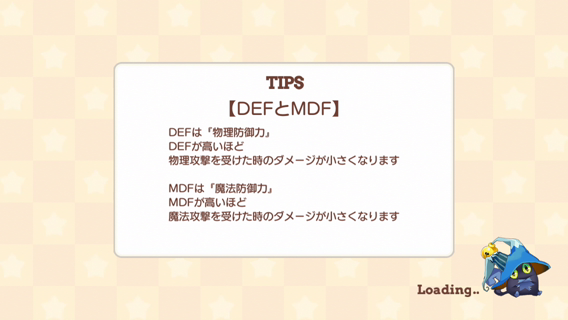 TIPS
【DEFとMDF】
DEFは「物理防御力」
DEFが高いほど
物理攻撃を受けた時のダメージが小さくなります
MDFは「魔法防御力」
MDFが高いほど
魔法攻撃を受けた時のダメージが小さくなります
Loading..